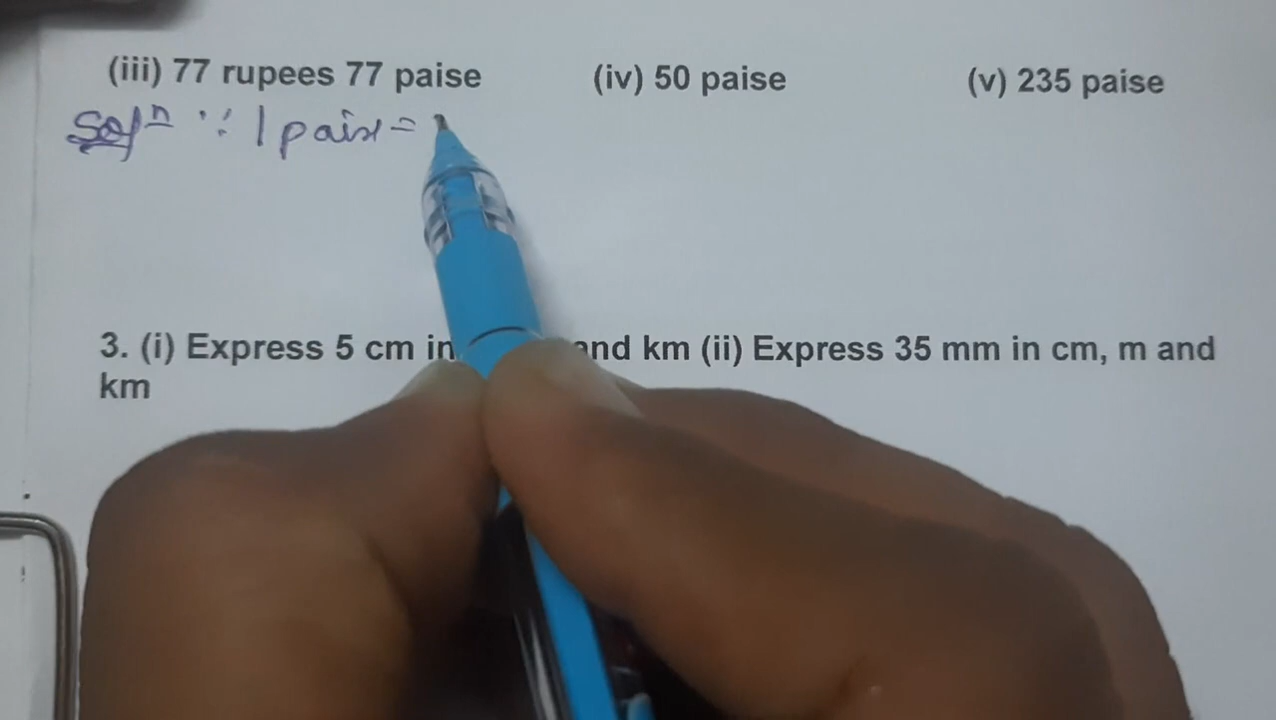 (iii) 77 rupees 77 paise (iv) 50 paise (v) 235 paise
Solⁿ ∵ 1 paise =
3. (i) Express 5 cm in and km (ii) Express 35 mm in cm, m and
km